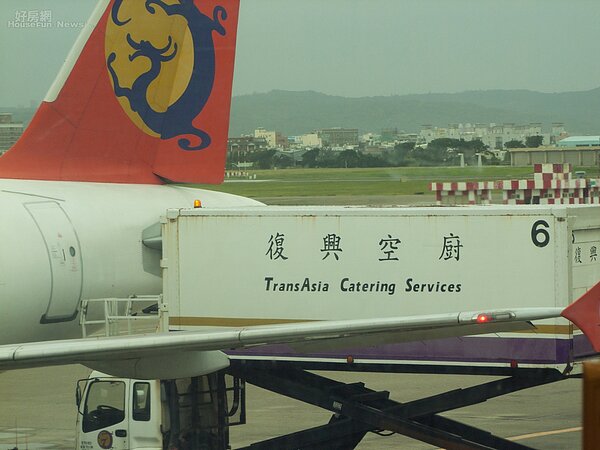 好房網
HouseFun News
復興空廚
6
TransAsia Catering Services
復興